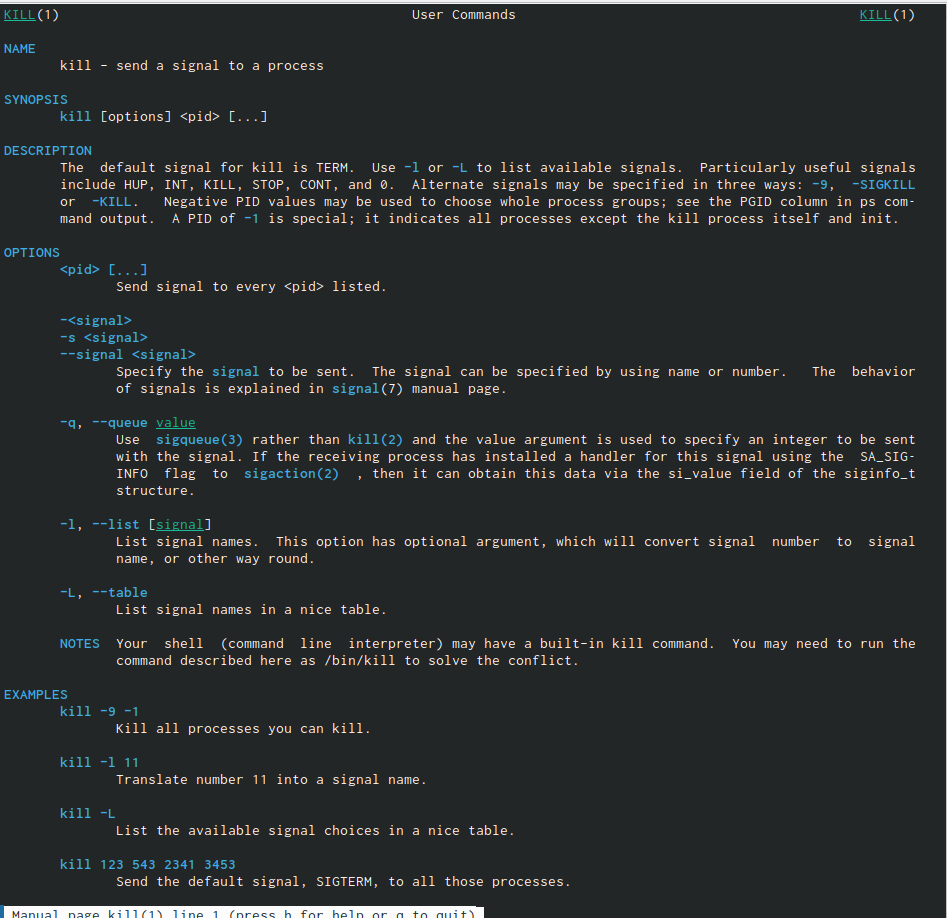 KILL(1) User Commands KILL(1)
NAME
kill - send a signal to a process
SYNOPSIS
kill [options] <pid> [...]
DESCRIPTION
The default signal for kill is TERM. Use -l or -L to list available signals. Particularly useful signals
include HUP, INT, KILL, STOP, CONT, and 0. Alternate signals may be specified in three ways: -9, -SIGKILL
or -KILL. Negative PID values may be used to choose whole process groups; see the PGID column in ps com-
mand output. A PID of -1 is special; it indicates all processes except the kill process itself and init.
OPTIONS
<pid> [...]
Send signal to every <pid> listed.
-<signal>
-s <signal>
--signal <signal>
Specify the signal to be sent. The signal can be specified by using name or number. The behavior
of signals is explained in signal(7) manual page.
-q, --queue value
Use sigqueue(3) rather than kill(2) and the value argument is used to specify an integer to be sent
with the signal. If the receiving process has installed a handler for this signal using the SA_SIG-
INFO flag to sigaction(2) , then it can obtain this data via the si_value field of the siginfo_t
structure.
-l, --list [signal]
List signal names. This option has optional argument, which will convert signal number to signal
name, or other way round.
-L, --table
List signal names in a nice table.
NOTES Your shell (command line interpreter) may have a built-in kill command. You may need to run the
command described here as /bin/kill to solve the conflict.
EXAMPLES
kill -9 -1
Kill all processes you can kill.
kill -l 11
Translate number 11 into a signal name.
kill -L
List the available signal choices in a nice table.
kill 123 543 2341 3453
Send the default signal, SIGTERM, to all those processes.
Manual page kill(1) line 1 (press h for help or q to quit)